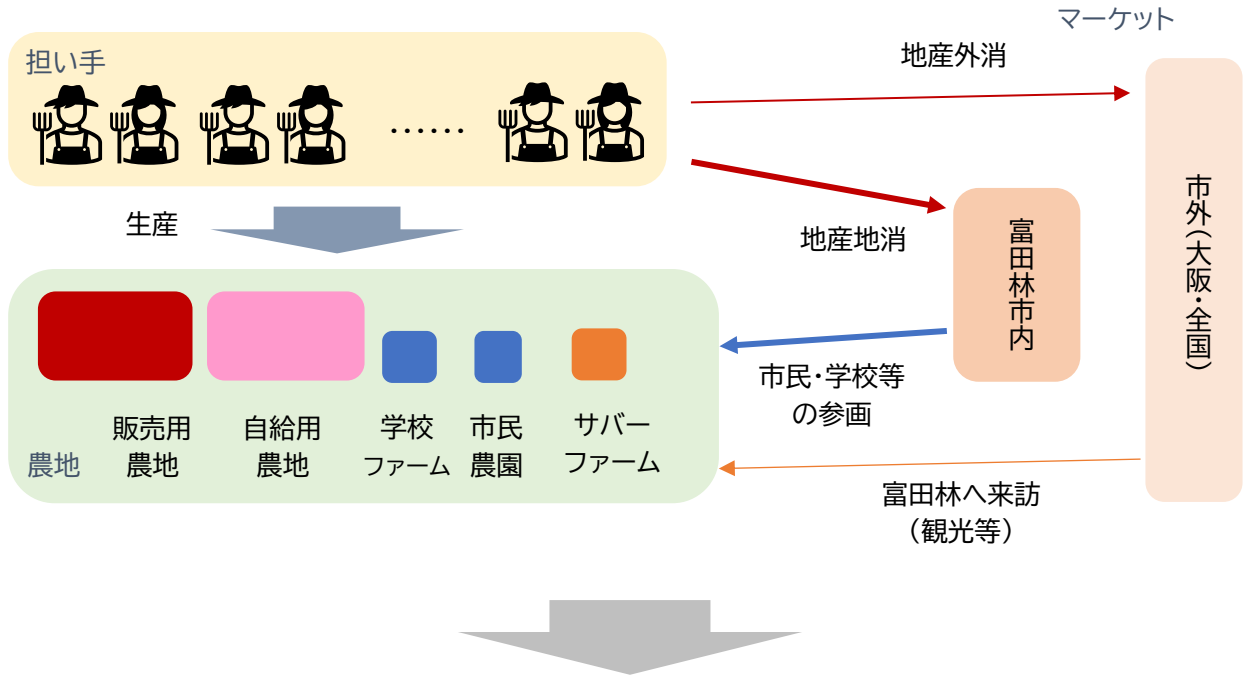 マーケット
担い手
地産外消
……
生産
地産地消
富田林市内
市外(大阪・全国)
市民・学校等
の参画
販売用
農地
自給用
農地
学校
ファーム
市民
農園
サバー
ファーム
農地
富田林へ来訪
(観光等)